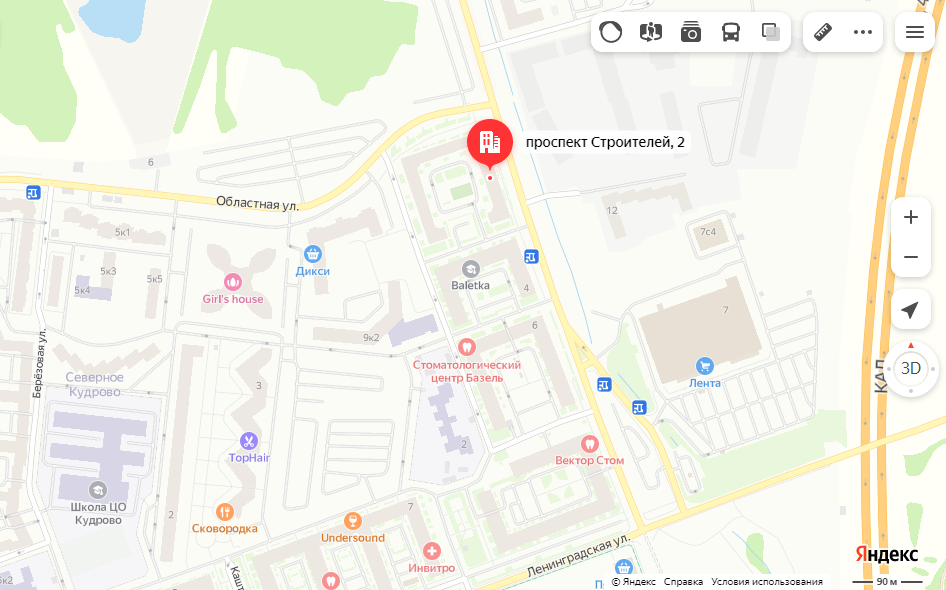 проспект Строителей, 2
6
Областная ул.
12
5к1
7с4
Дикси
5к3
5к5
Baletka
Girl's house
4
5к4
7
6
9к2
Берёзовая ул.
Стоматологический
центр Базель
3D
КАД
Лента
Северное
Кудрово
3
2
TopHair
Вектор Стом
Школа ЦО
Кудрово
7
2
Сковородка
Undersound
Ленинградская ул.
Яндекс
Инвитро
Кашт
5к2
П
© Яндекс Справка Условия использования
90 м